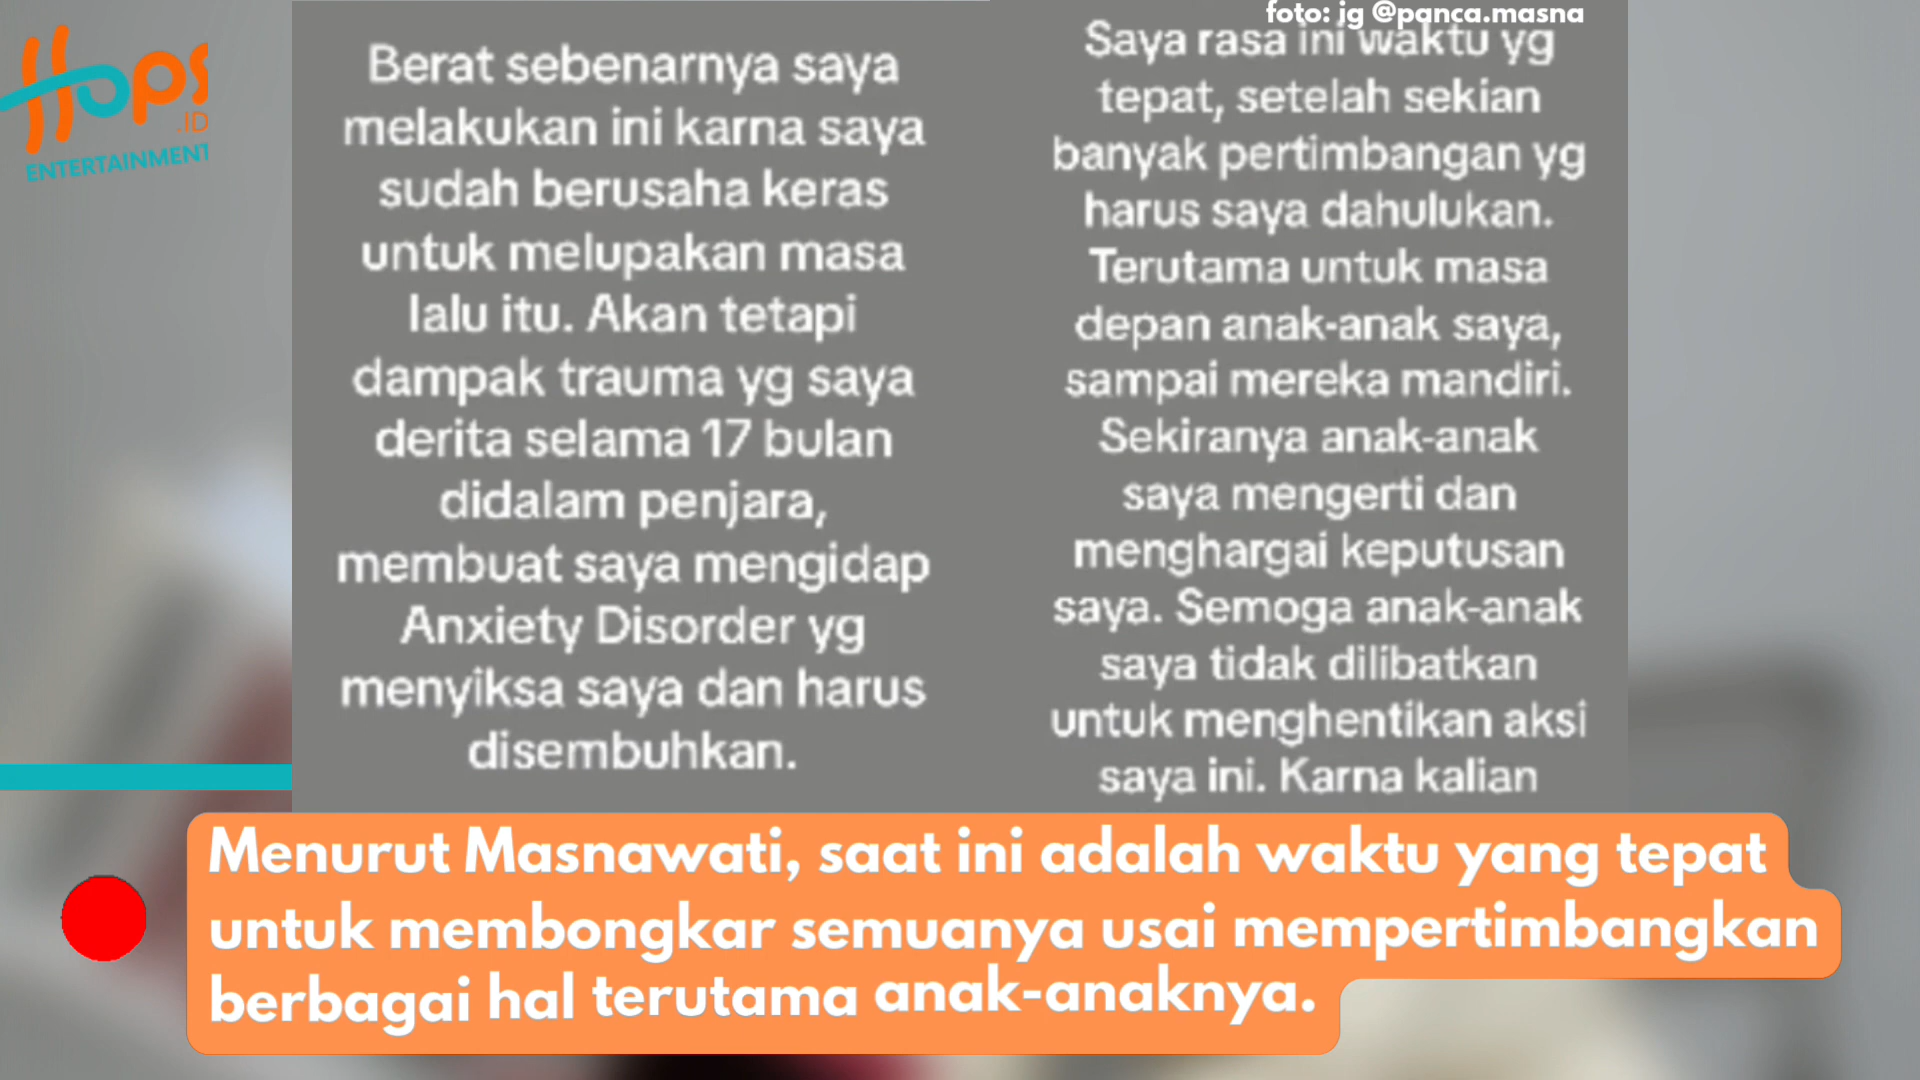 Hops
.ID
ENTERTAINMENT
foto: ig @panca.masna
Berat sebenarnya saya
melakukan ini karna saya
sudah berusaha keras
untuk melupakan masa
lalu itu. Akan tetapi
dampak trauma yg saya
derita selama 17 bulan
didalam penjara,
membuat saya mengidap
Anxiety Disorder yg
menyiksa saya dan harus
disembuhkan.
Saya rasa ini waktu yg
tepat, setelah sekian
banyak pertimbangan yg
harus saya dahulukan.
Terutama untuk masa
depan anak-anak saya,
sampai mereka mandiri.
Sekiranya anak-anak
saya mengerti dan
menghargai keputusan
saya. Semoga anak-anak
saya tidak dilibatkan
untuk menghentikan aksi
saya ini. Karna kalian
Menurut Masnawati, saat ini adalah waktu yang tepat
untuk membongkar semuanya usai mempertimbangkan
berbagai hal terutama anak-anaknya.